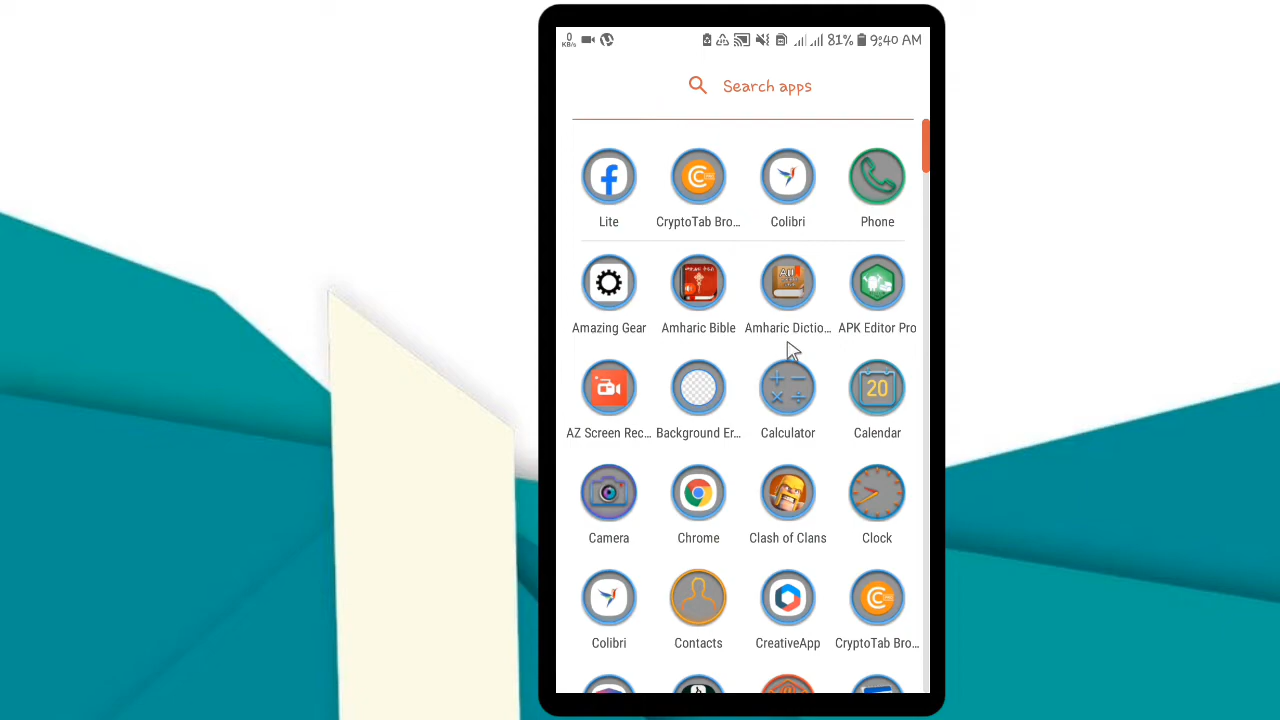 0
KB/s
81% 9:40 AM
Search apps
Lite CryptoTab Bro... Colibri Phone
Amazing Gear Amharic Bible Amharic Dictio... APK Editor Pro
AZ Screen Rec... Background Er... Calculator 20 Calendar
Camera Chrome Clash of Clans Clock
Colibri Contacts CreativeApp CryptoTab Bro...